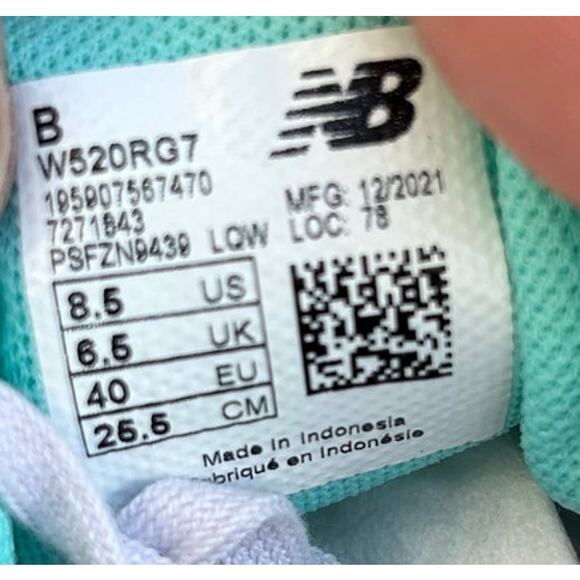 B
NB
W520RG7
195907567470
7271843
PSFZN9439 LQW
MFG: 12/2021
LOC: 78
8.5 US
6.5 UK
40 EU
25.5 CM
Made in Indonesia
en Indonésie